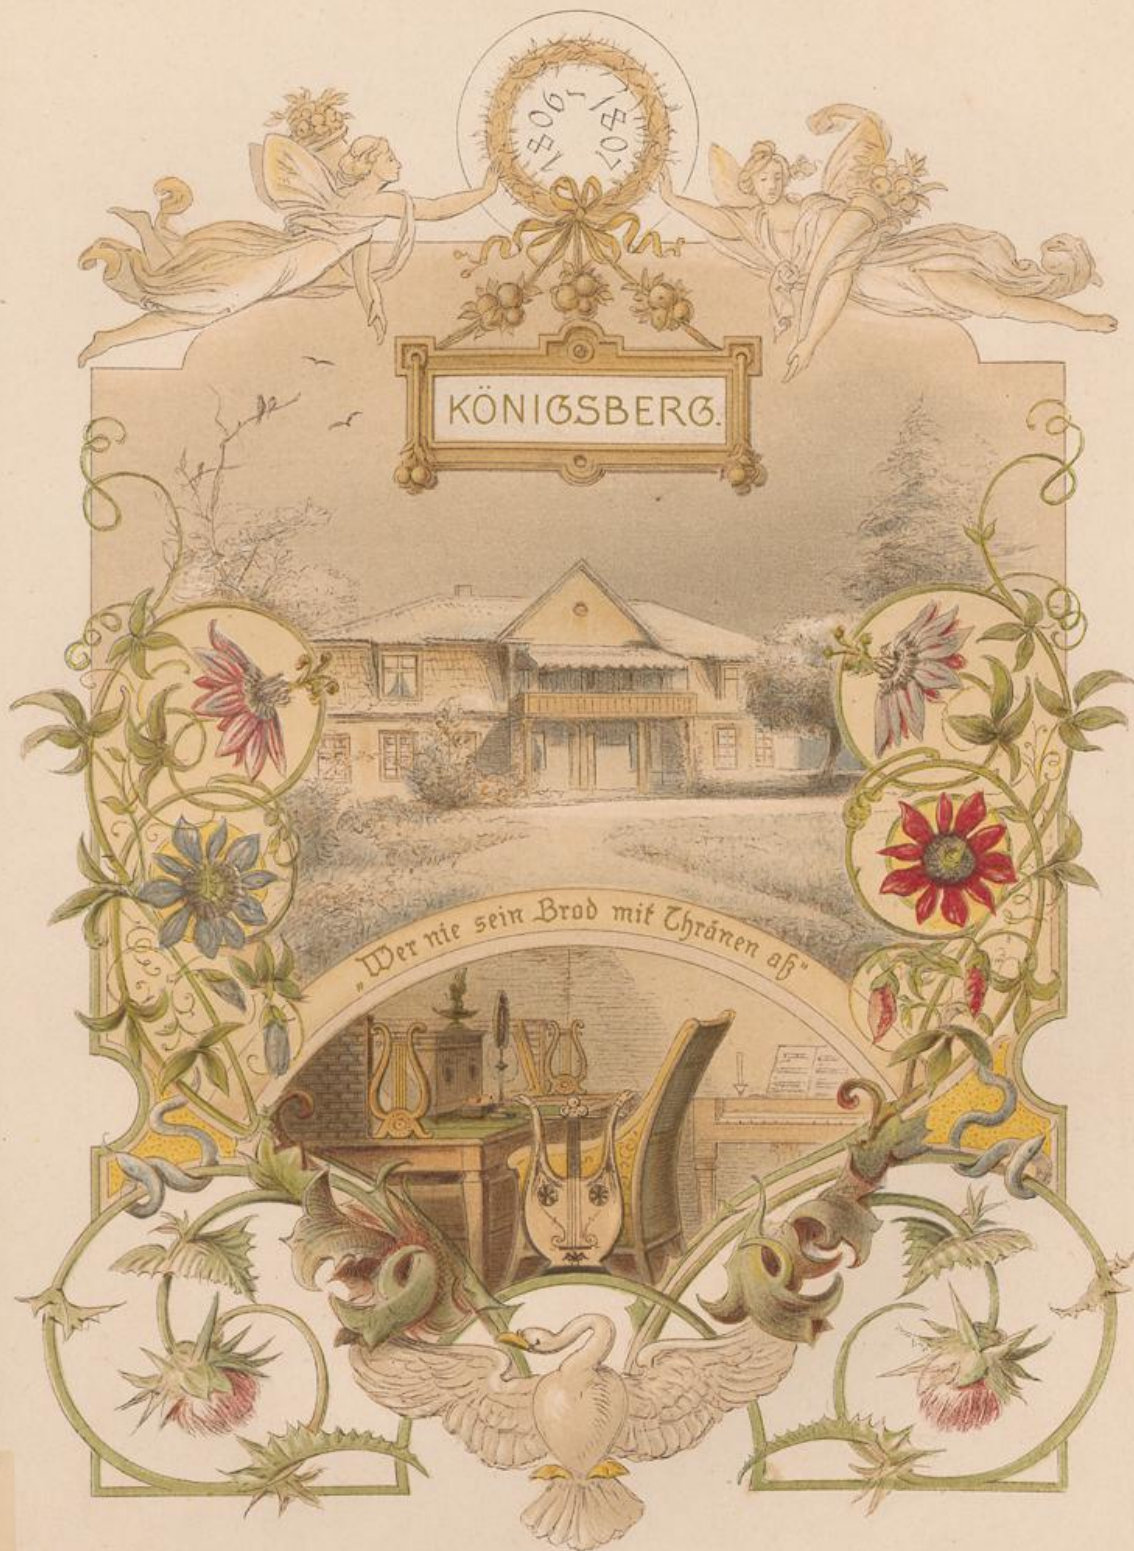 1806-1807
KÖNIGSBERG.
„Wer nie sein Brod mit Thränen aß"